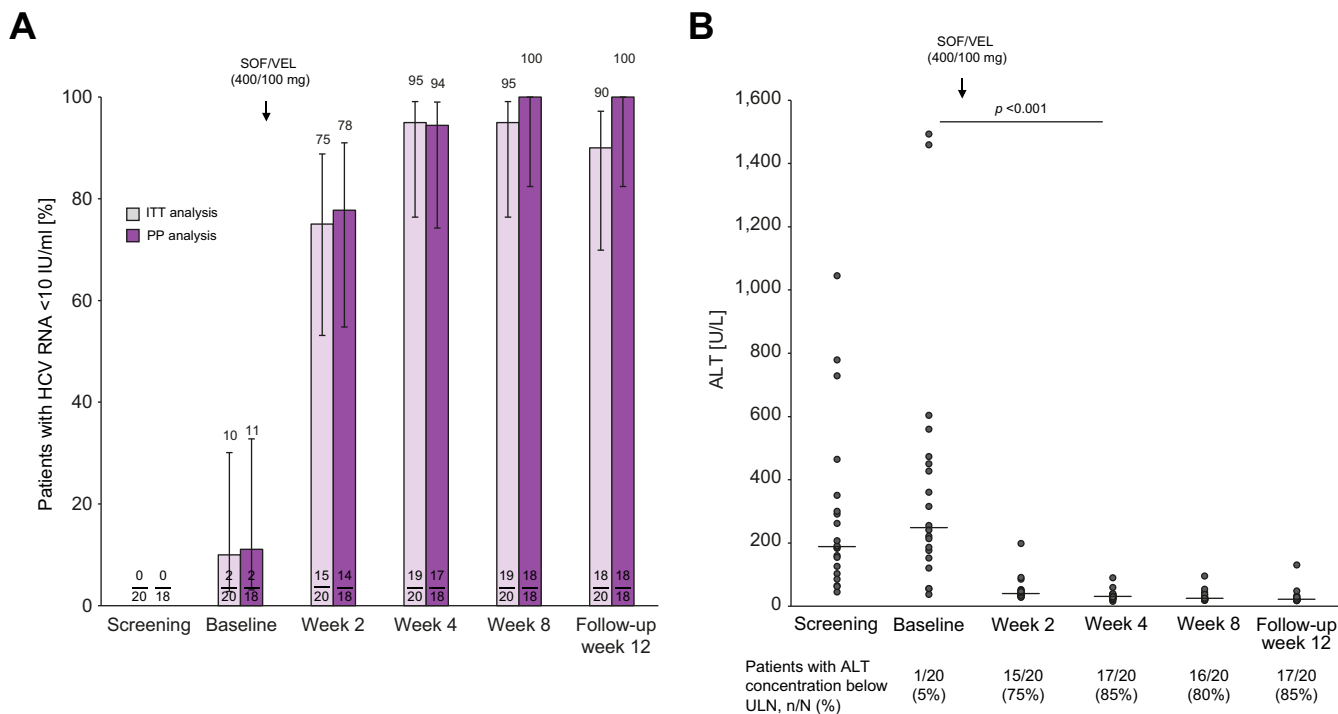 A
SOF/VEL
(400/100 mg)
Patients with HCV RNA <10 IU/ml [%]
100
80
60
40
20
0
ITT analysis
PP analysis
10
11
75
78
95
94
95
100
90
100
0
20
0
18
2
20
2
18
15
20
14
18
19
20
17
18
19
20
18
18
18
20
18
18
Screening
Baseline
Week 2
Week 4
Week 8
Follow-up
week 12
B
SOF/VEL
(400/100 mg)
p <0.001
ALT [U/L]
1,600
1,400
1,200
1,000
800
600
400
200
0
Screening
Baseline
Week 2
Week 4
Week 8
Follow-up
week 12
Patients with ALT
concentration below
ULN, n/N (%)
1/20
(5%)
15/20
(75%)
17/20
(85%)
16/20
(80%)
17/20
(85%)